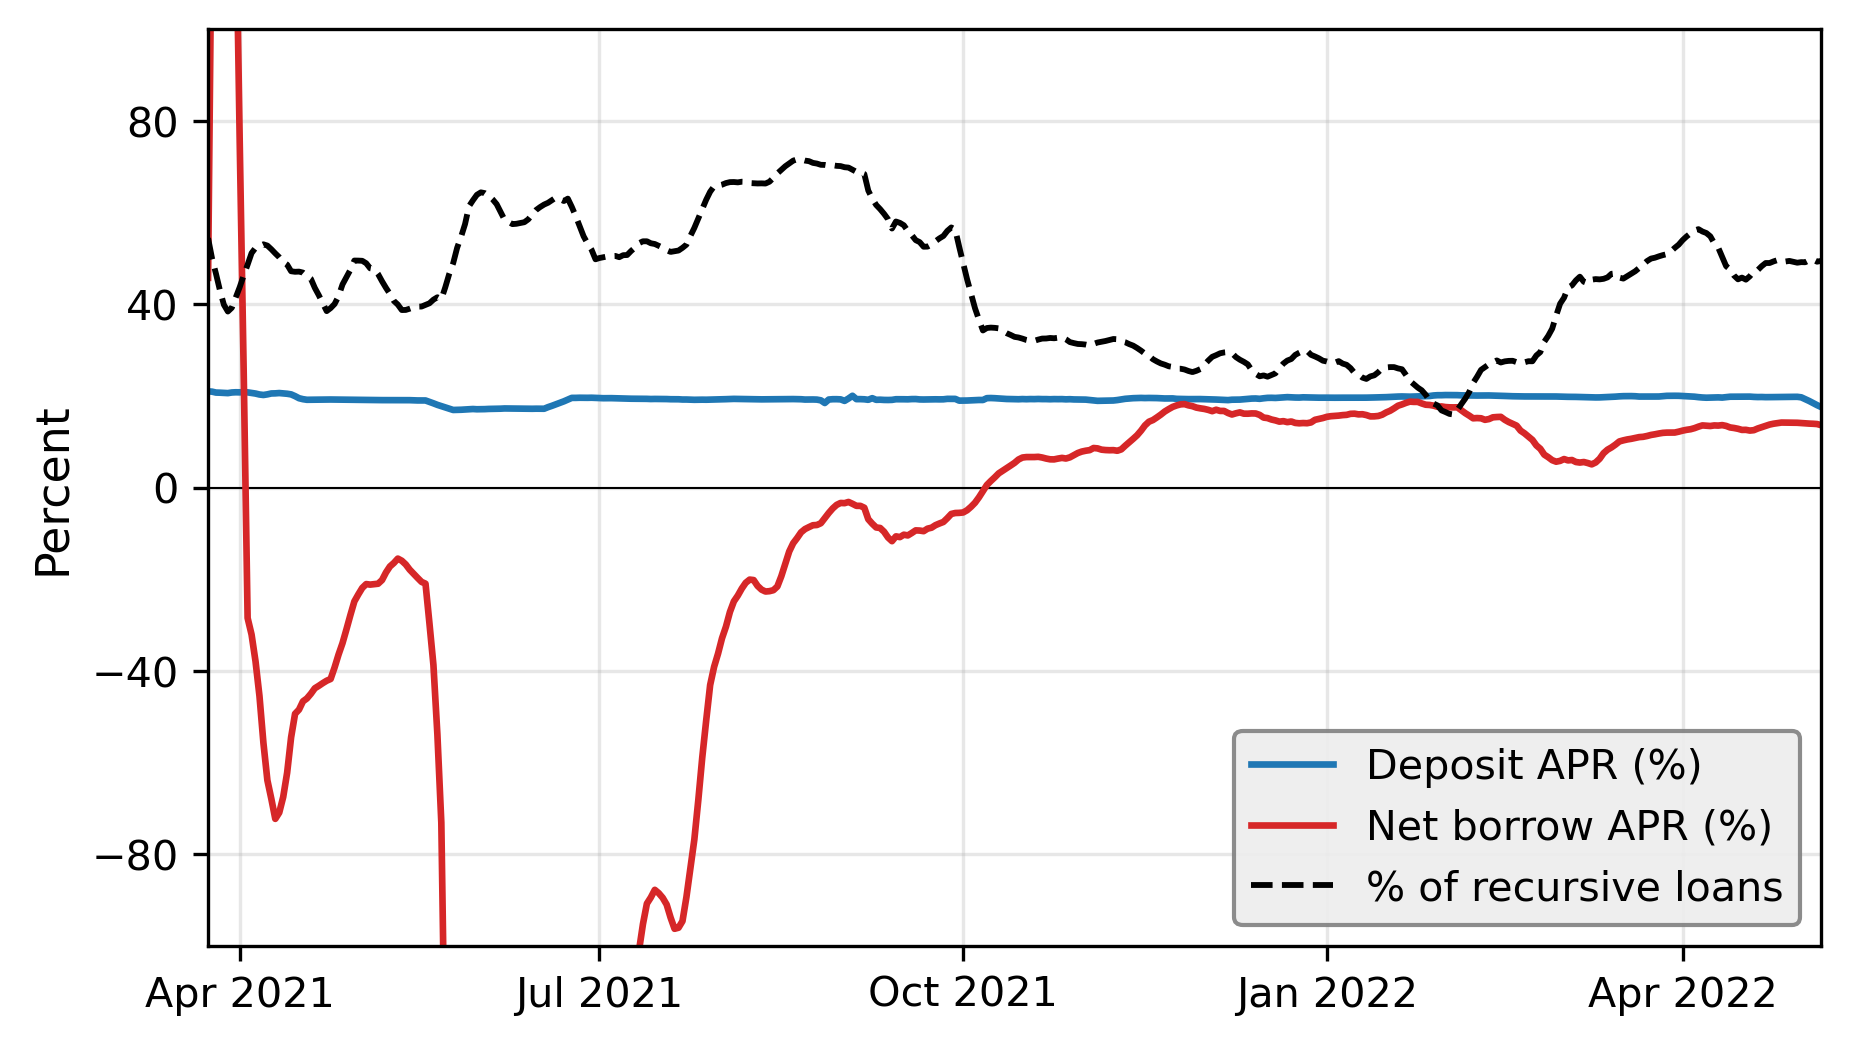 Percent
80
40
0
−40
−80
Apr 2021
Jul 2021
Oct 2021
Jan 2022
Apr 2022
Deposit APR (%)
Net borrow APR (%)
% of recursive loans